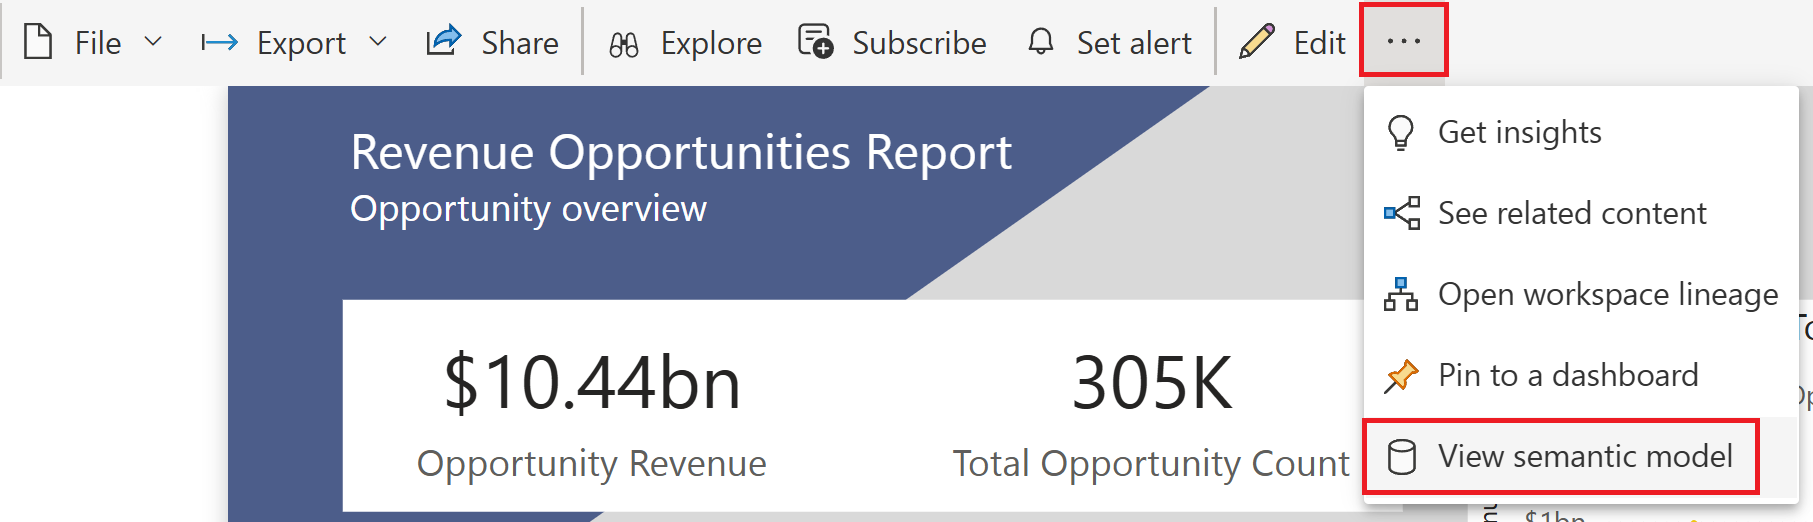 File Export Share Explore Subscribe Set alert Edit ...
Get insights
See related content
Open workspace lineage
Pin to a dashboard
View semantic model
Revenue Opportunities Report
Opportunity overview
$10.44bn 305K
Opportunity Revenue Total Opportunity Count
$1bn